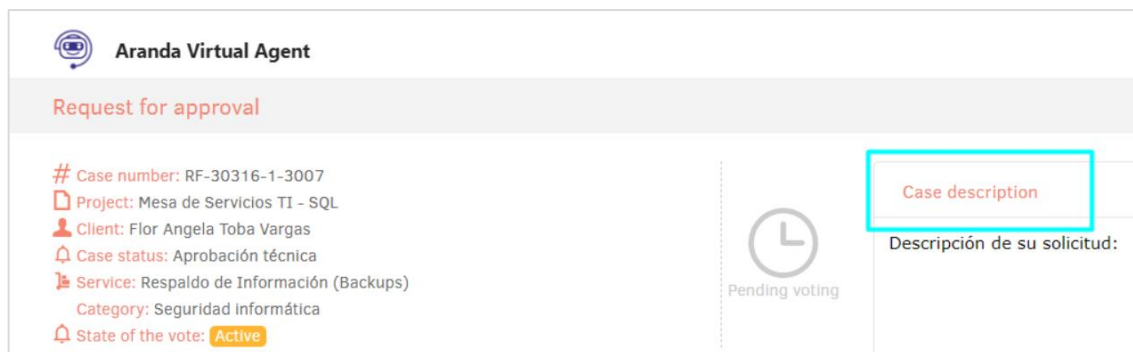 Aranda Virtual Agent
Request for approval
# Case number: RF-30316-1-3007
Project: Mesa de Servicios TI - SQL
Client: Flor Angela Toba Vargas
Case status: Aprobación técnica
Service: Respaldo de Información (Backups)
Category: Seguridad informática
State of the vote: Active
Pending voting
Case description
Descripción de su solicitud: